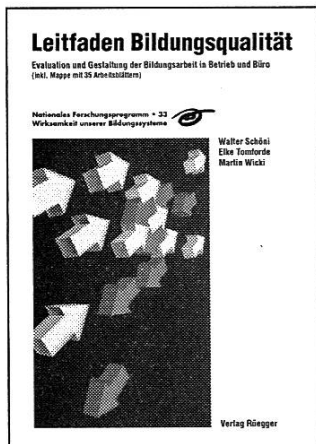 Leitfaden Bildungsqualität
Evaluation und Gestaltung der Bildungsarbeit in Betrieb und Büro
(inkl. Mappe mit 35 Arbeitsblättern)
Nationales Forschungsprogramm • 33
Wirksamkeit unserer Bildungssysteme
Walter Schöni
Elke Tomforde
Martin Wicki
Verlag Rüegger